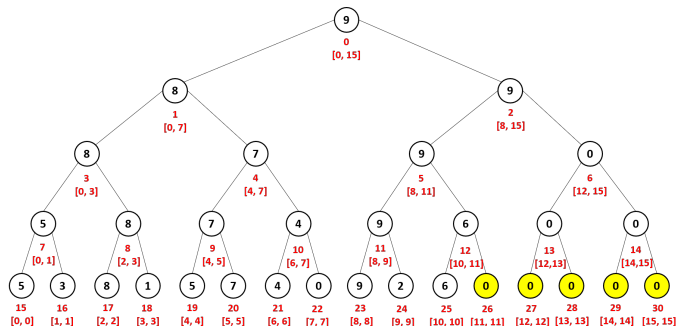 9
0
[0, 15]
8 9
1 2
[0, 7] [8, 15]
8 7 9 0
3 4 5 6
[0, 3] [4, 7] [8, 11] [12, 15]
5 8 7 4 9 6 0 0
7 8 9 10 11 12 13 14
[0, 1] [2, 3] [4, 5] [6, 7] [8, 9] [10, 11] [12,13] [14,15]
5 3 8 1 5 7 4 0 9 2 6 0 0 0 0 0
15 16 17 18 19 20 21 22 23 24 25 26 27 28 29 30
[0, 0] [1, 1] [2, 2] [3, 3] [4, 4] [5, 5] [6, 6] [7, 7] [8, 8] [9, 9] [10, 10] [11, 11] [12, 12] [13, 13] [14, 14] [15, 15]